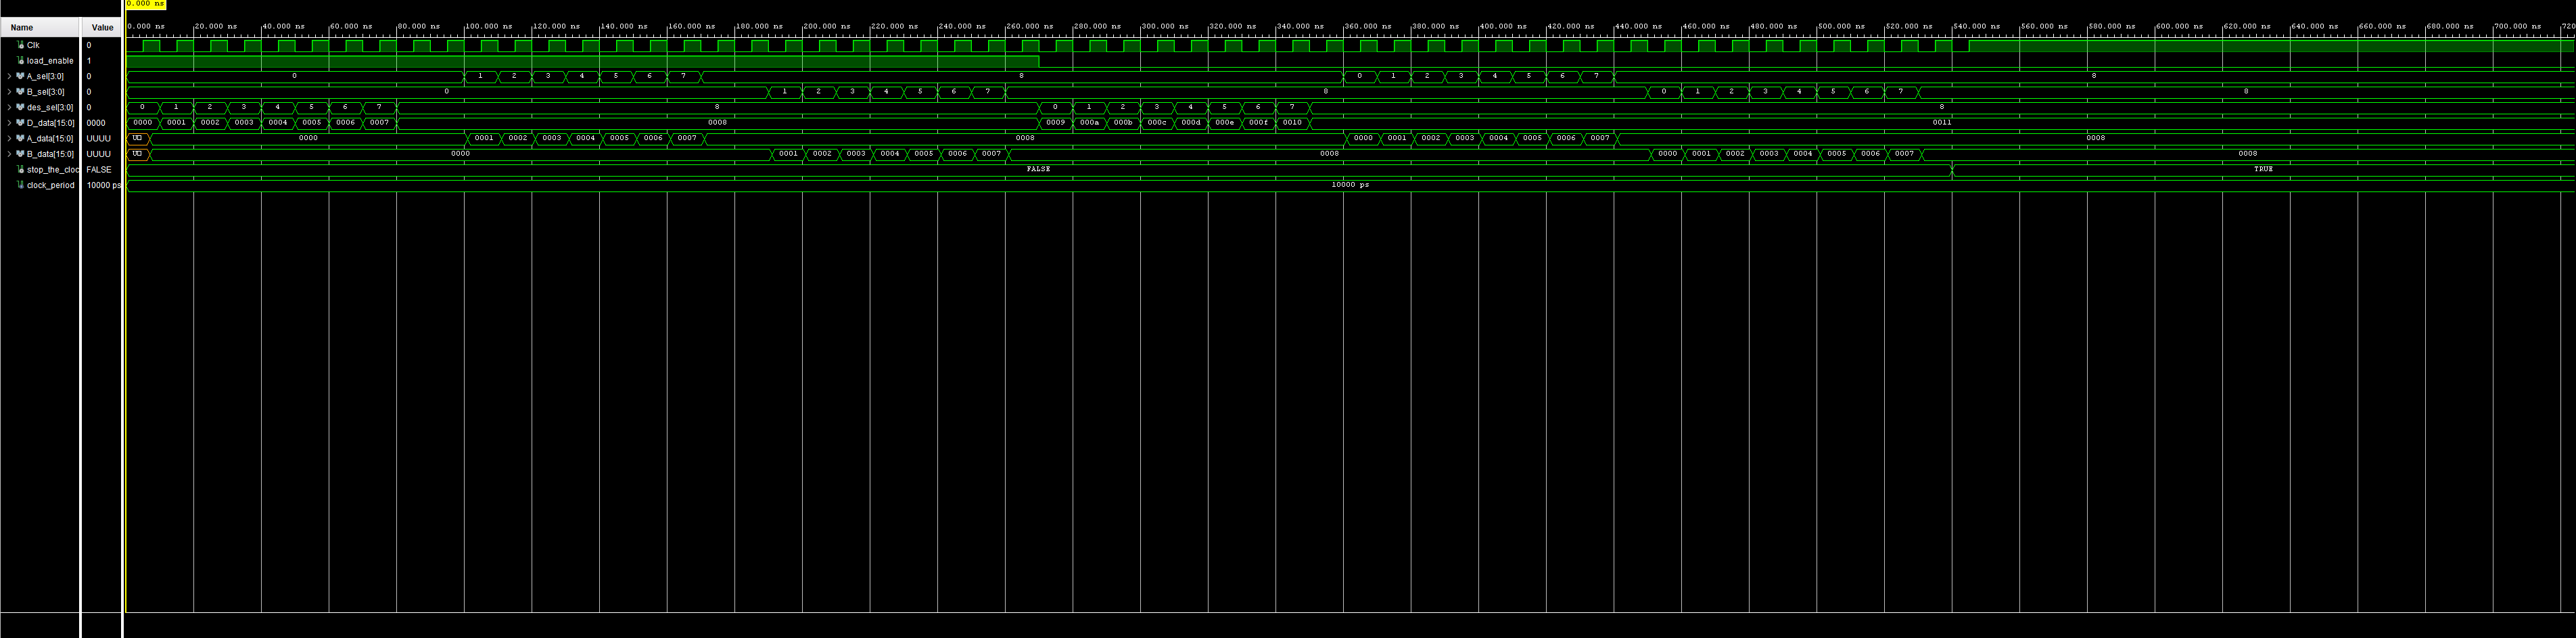 0.000 ns
Name Value 0.000 ns 20.000 ns 40.000 ns 60.000 ns 80.000 ns 100.000 ns 120.000 ns 140.000 ns 160.000 ns 180.000 ns 200.000 ns 220.000 ns 240.000 ns 260.000 ns 280.000 ns 300.000 ns 320.000 ns 340.000 ns 360.000 ns 380.000 ns 400.000 ns 420.000 ns 440.000 ns 460.000 ns 480.000 ns 500.000 ns 520.000 ns 540.000 ns 560.000 ns 580.000 ns 600.000 ns 620.000 ns 640.000 ns 660.000 ns 680.000 ns 700.000 ns 720
Clk 0
load_enable 1
A_sel[3:0] 0 0 1 2 3 4 5 6 7 8 0 1 2 3 4 5 6 7 8
B_sel[3:0] 0 0 1 2 3 4 5 6 7 8 0 1 2 3 4 5 6 7 8
des_sel[3:0] 0 0 1 2 3 4 5 6 7 8 0 1 2 3 4 5 6 7 8
D_data[15:0] 0000 0000 0001 0002 0003 0004 0005 0006 0007 0008 0009 000a 000b 000c 000d 000e 000f 0010 0011
A_data[15:0] UUUU UU 0000 0001 0002 0003 0004 0005 0006 0007 0008 0000 0001 0002 0003 0004 0005 0006 0007 0008
B_data[15:0] UUUU UU 0000 0001 0002 0003 0004 0005 0006 0007 0008 0000 0001 0002 0003 0004 0005 0006 0007 0008
stop_the_cloc FALSE FALSE TRUE
clock_period 10000 ps 10000 ps